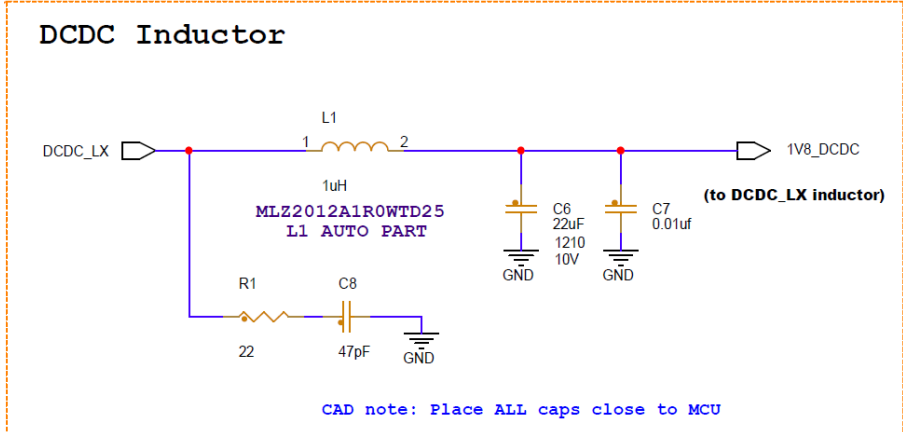 DCDC Inductor
L1
DCDC_LX
1
2
1V8_DCDC
1uH
(to DCDC_LX inductor)
MLZ2012A1R0WTD25
L1 AUTO PART
C6
22uF
1210
10V
C7
0.01uf
GND
GND
R1
C8
22
47pF
GND
CAD note: Place ALL caps close to MCU